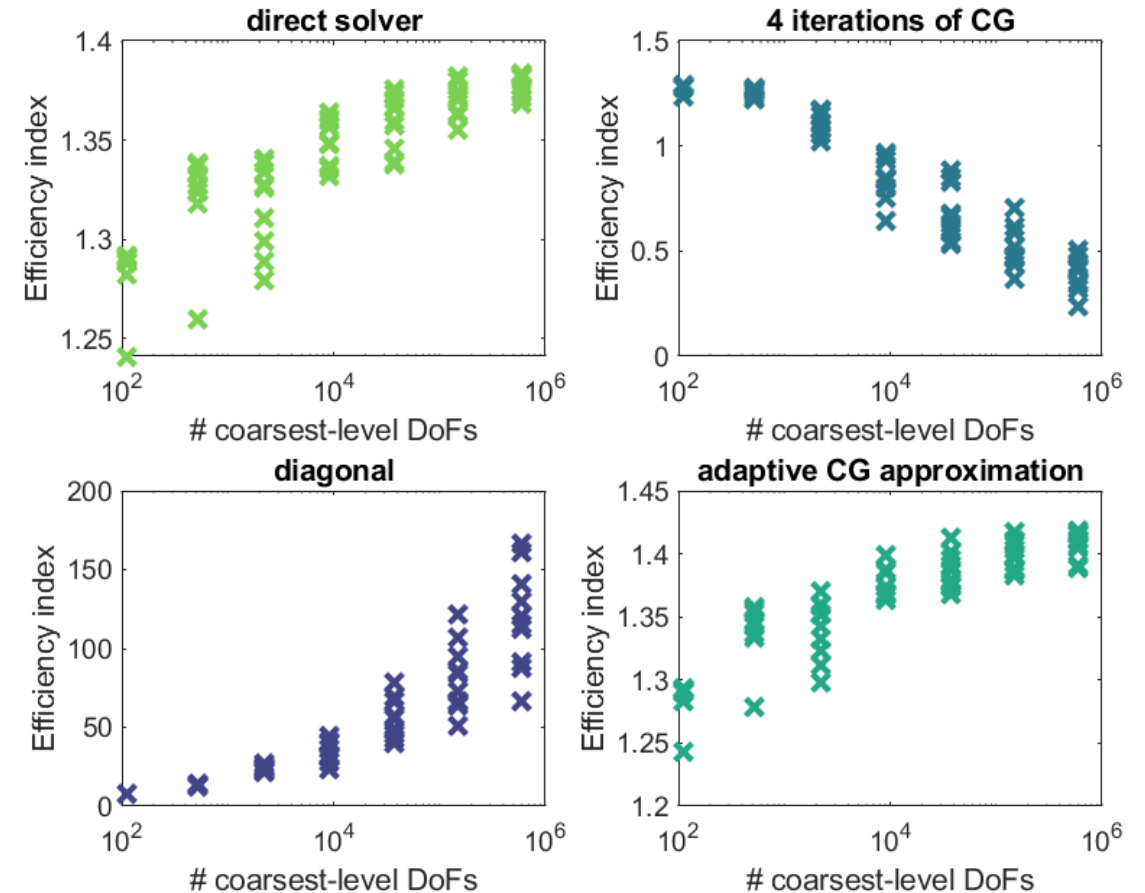 direct solver
1.4
1.35
1.3
1.25
10^2
10^4
10^6
Efficiency index
# coarsest-level DoFs
4 iterations of CG
1.5
1
0.5
0
10^2
10^4
10^6
Efficiency index
# coarsest-level DoFs
diagonal
200
150
100
50
0
10^2
10^4
10^6
Efficiency index
# coarsest-level DoFs
adaptive CG approximation
1.45
1.4
1.35
1.3
1.25
1.2
10^2
10^4
10^6
Efficiency index
# coarsest-level DoFs